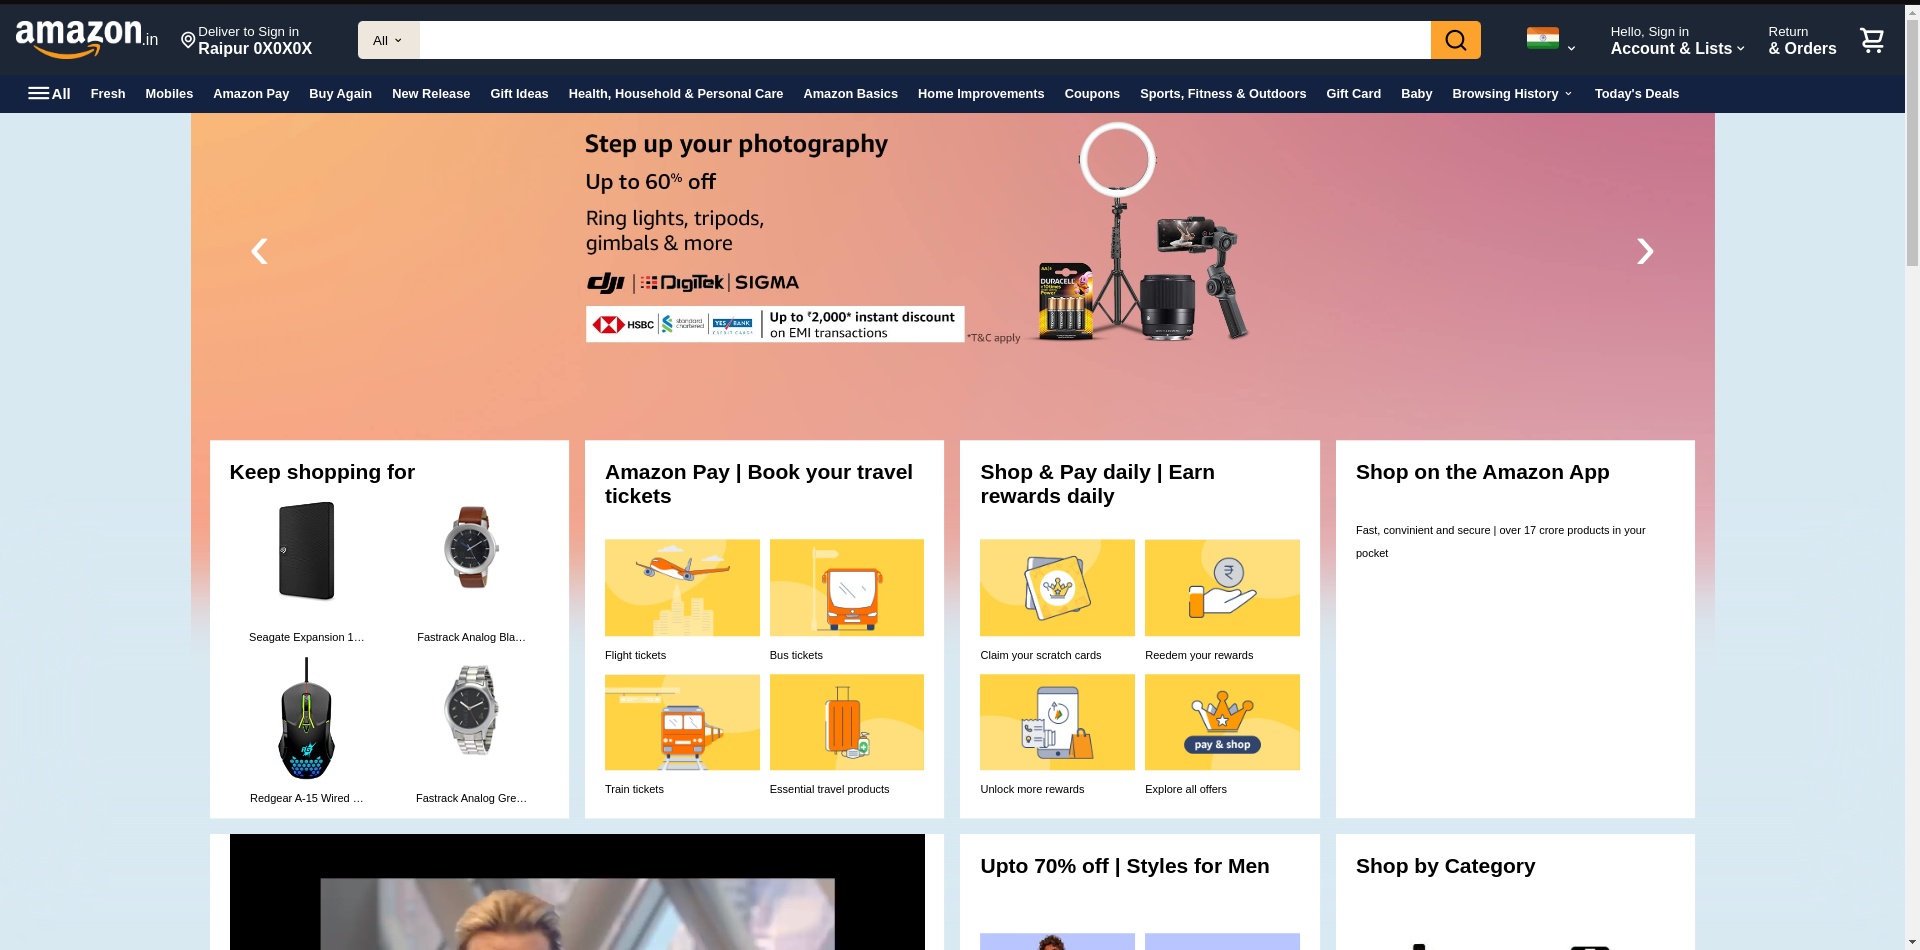 amazon.in
Deliver to Sign in
Raipur 0X0X0X
All
Hello, Sign in
Account & Lists
Return
& Orders
All Fresh Mobiles Amazon Pay Buy Again New Release Gift Ideas Health, Household & Personal Care Amazon Basics Home Improvements Coupons Sports, Fitness & Outdoors Gift Card Baby Browsing History Today's Deals
Step up your photography
Up to 60% off
Ring lights, tripods,
gimbals & more
dji | DigiTek | SIGMA
HSBC standard chartered YES BANK
Up to ₹2,000* instant discount
on EMI transactions
*T&C apply
DURACELL
Keep shopping for
Seagate Expansion 1…
Fastrack Analog Bla…
Redgear A-15 Wired …
Fastrack Analog Gre…
Amazon Pay | Book your travel
tickets
Flight tickets
Bus tickets
Train tickets
Essential travel products
Shop & Pay daily | Earn
rewards daily
₹
Claim your scratch cards
Reedem your rewards
pay & shop
Unlock more rewards
Explore all offers
Shop on the Amazon App
Fast, convinient and secure | over 17 crore products in your
pocket
Upto 70% off | Styles for Men
Shop by Category